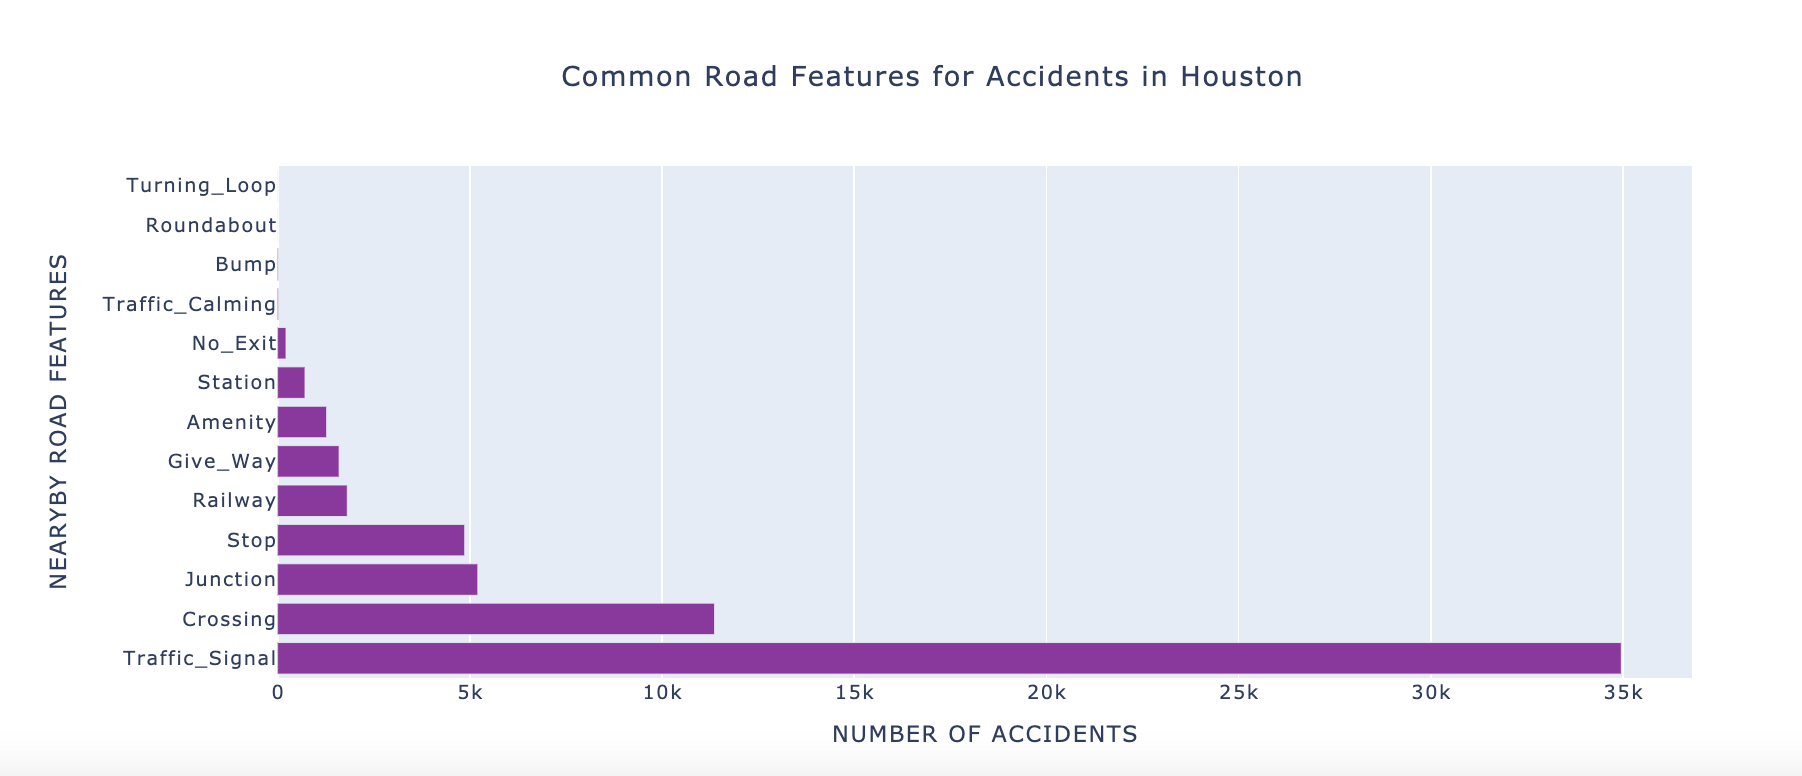 Common Road Features for Accidents in Houston
NEARYBY ROAD FEATURES
Turning_Loop
Roundabout
Bump
Traffic_Calming
No_Exit
Station
Amenity
Give_Way
Railway
Stop
Junction
Crossing
Traffic_Signal
0 5k 10k 15k 20k 25k 30k 35k
NUMBER OF ACCIDENTS